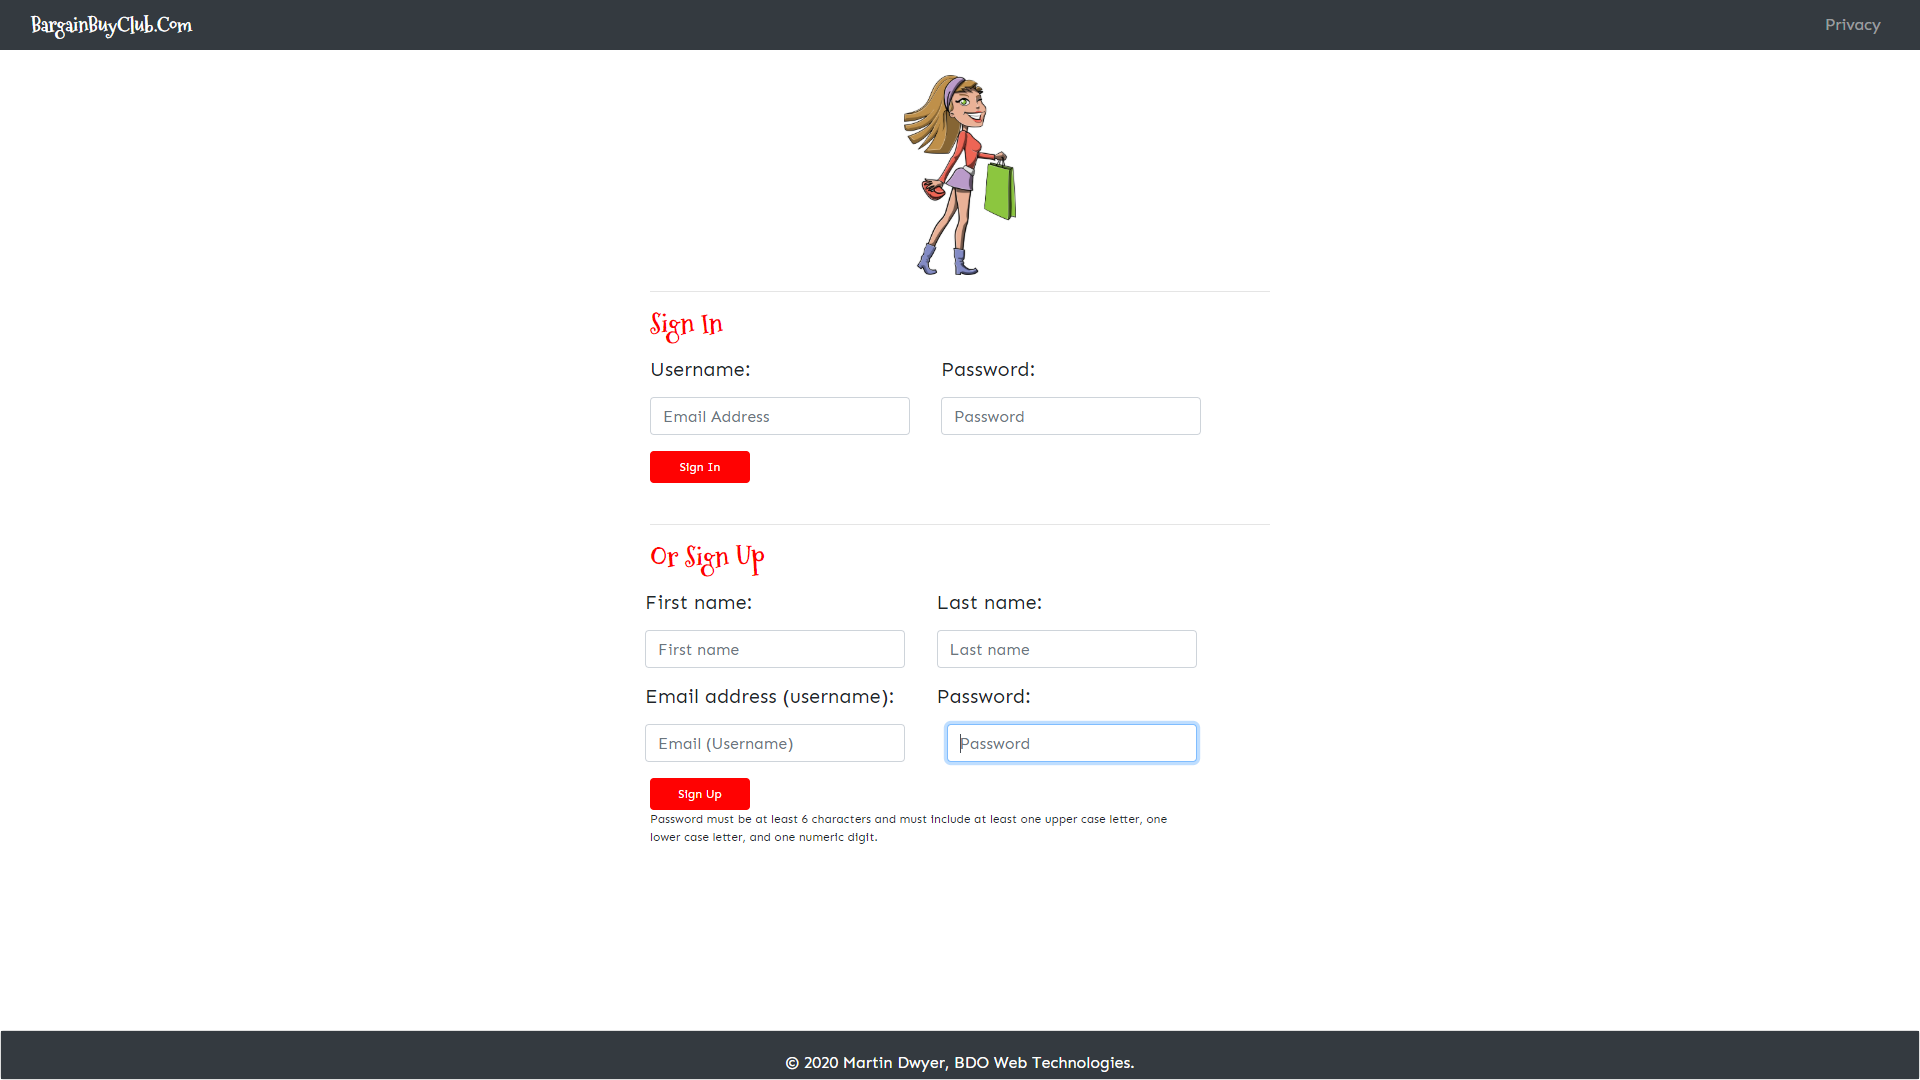 BargainBuyClub.Com
Privacy
Sign In
Username:
Password:
Email Address
Password
Sign In
Or Sign Up
First name:
Last name:
First name
Last name
Email address (username):
Password:
Email (Username)
Password
Sign Up
Password must be at least 6 characters and must include at least one upper case letter, one
lower case letter, and one numeric digit.
© 2020 Martin Dwyer, BDO Web Technologies.